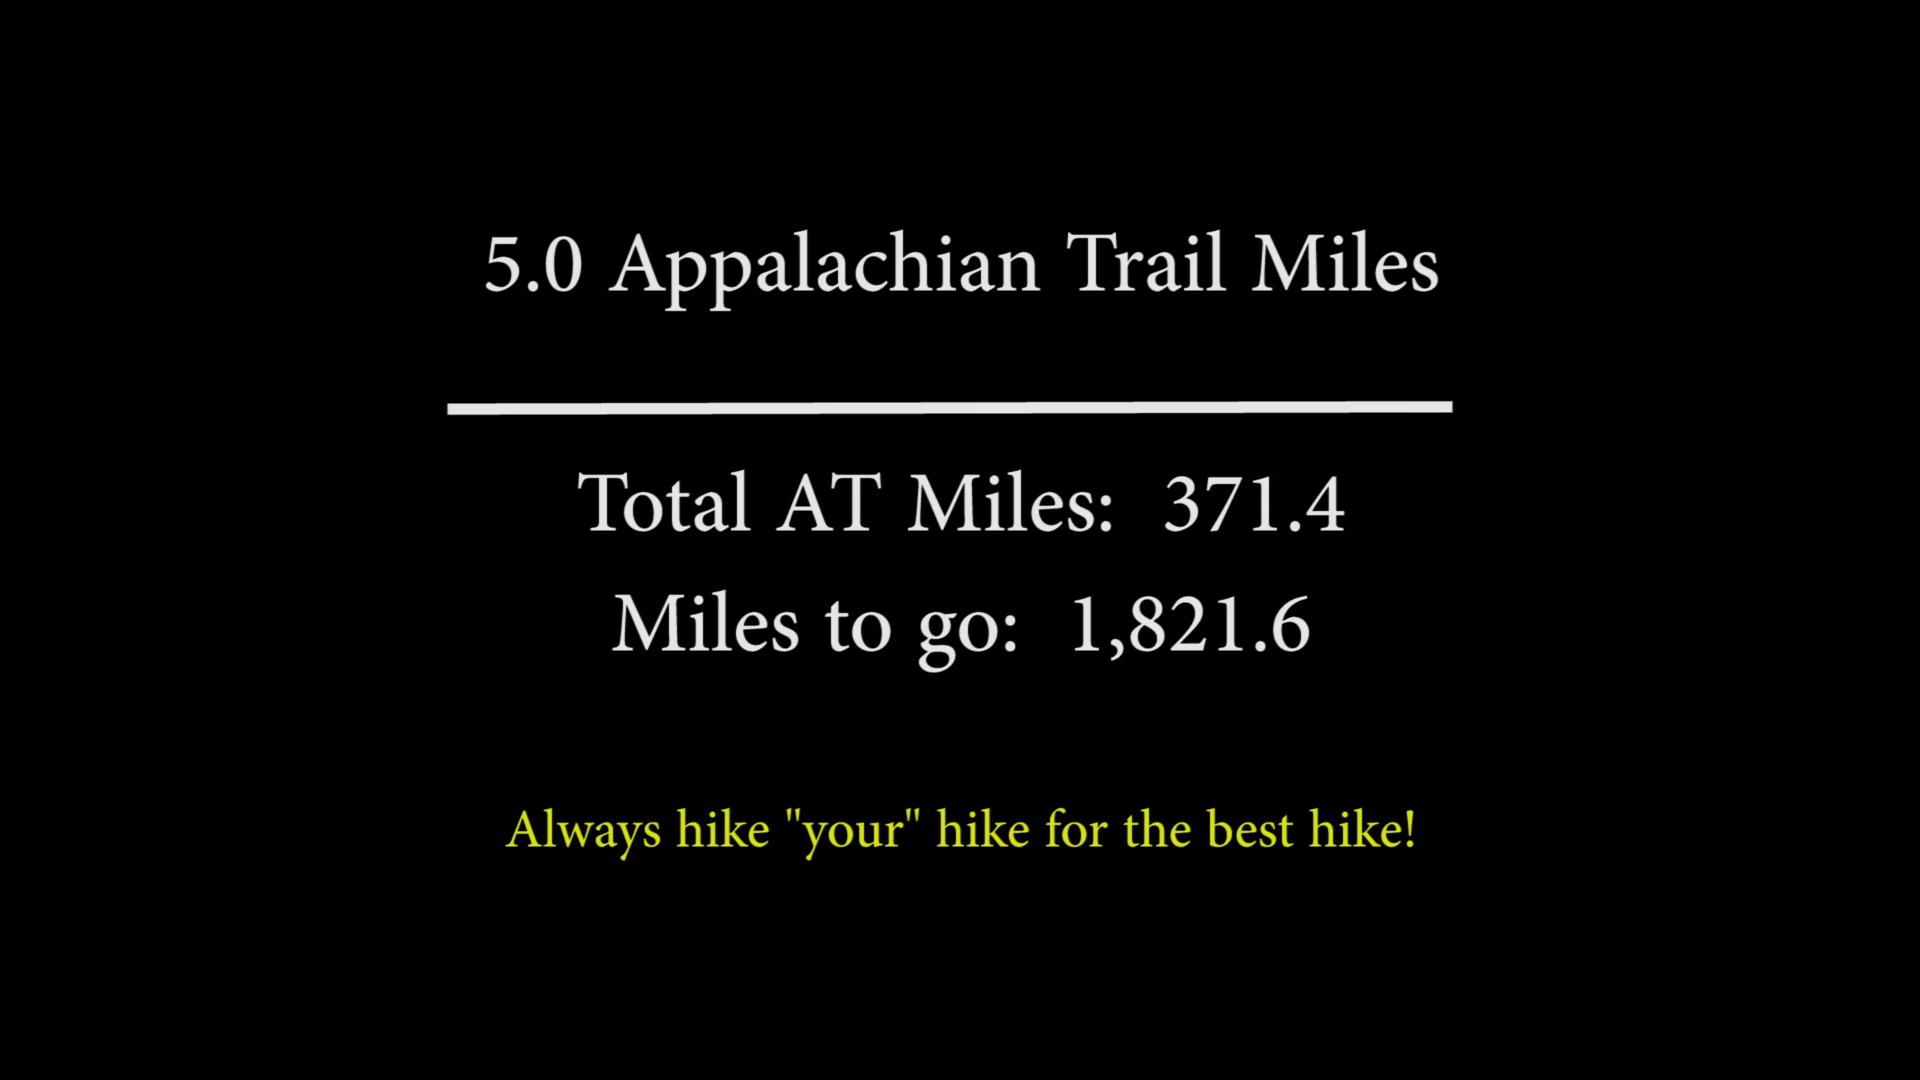 5.0 Appalachian Trail Miles
Total AT Miles: 371.4
Miles to go: 1,821.6
Always hike "your" hike for the best hike!